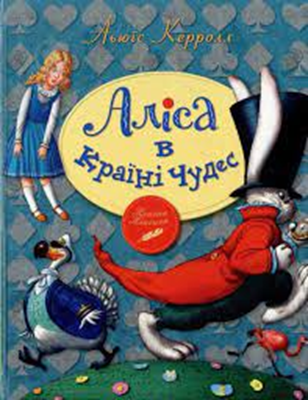 Льюїс Керролл
Аліса
в
Країні Чудес